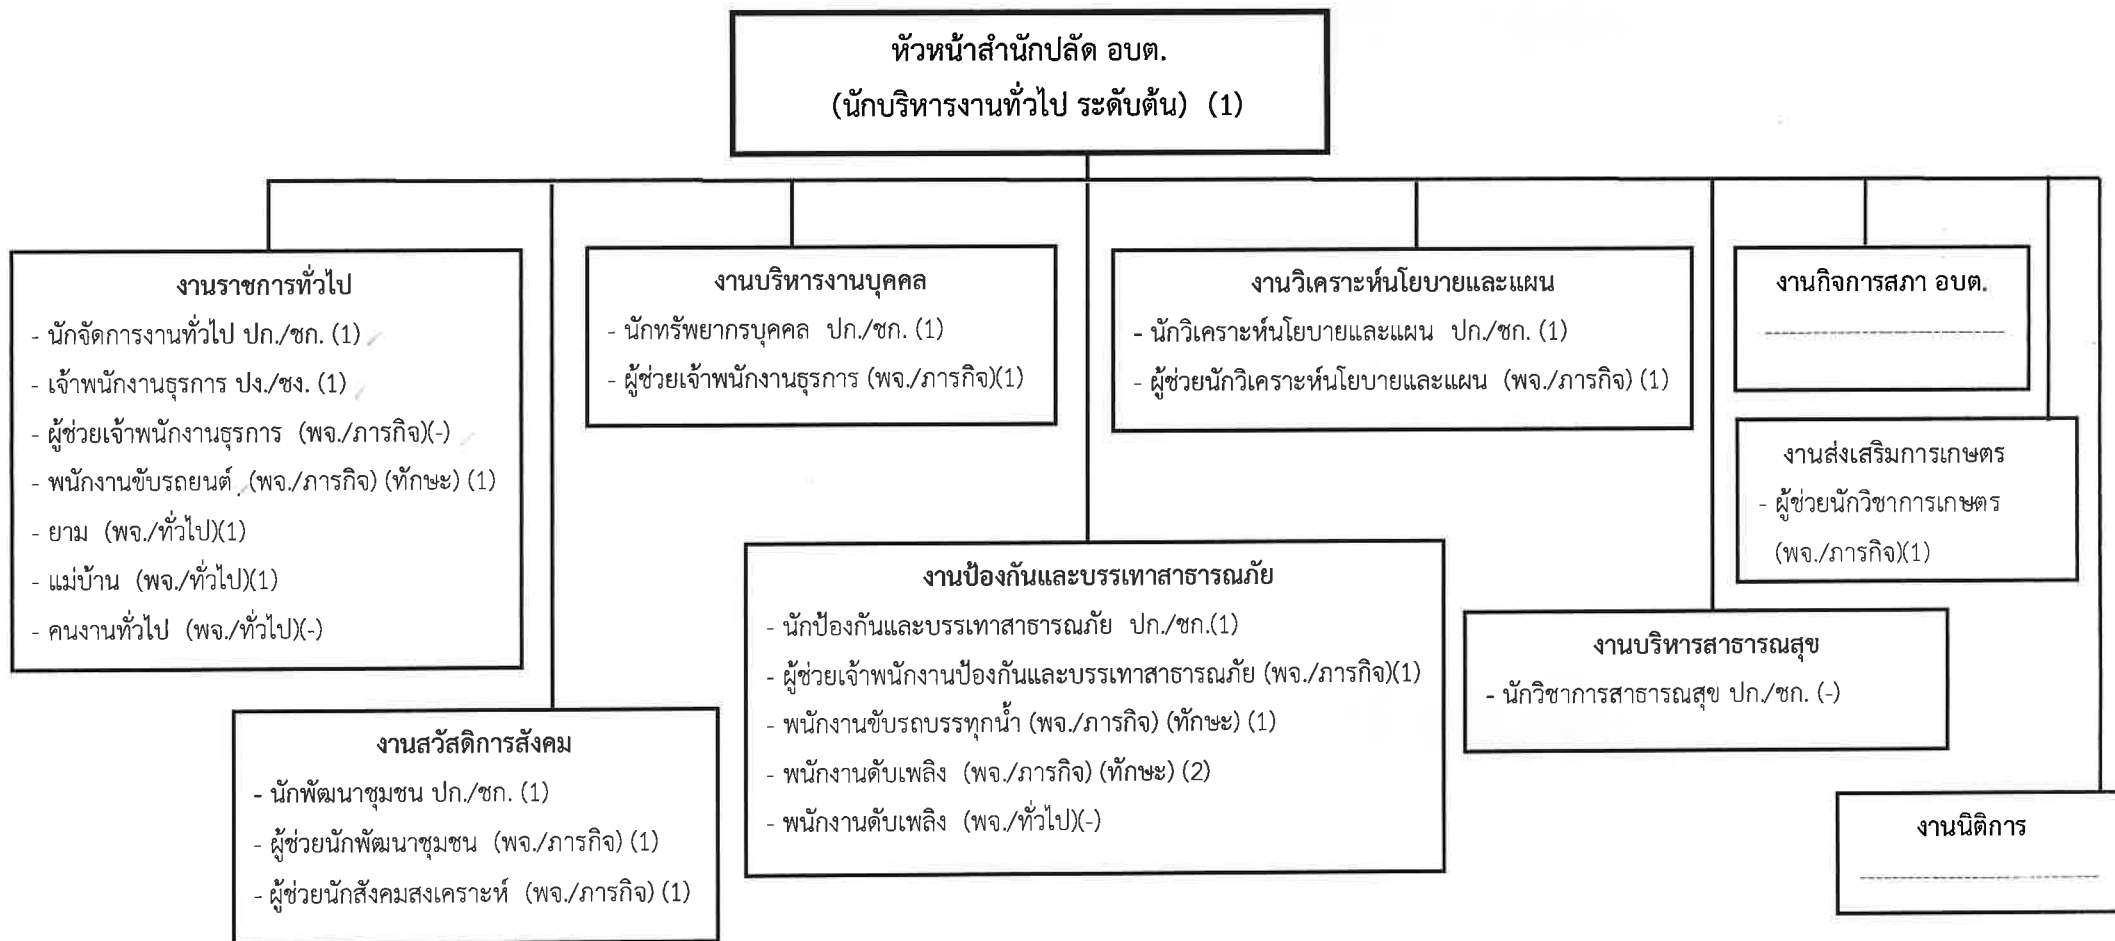 หัวหน้าสำนักปลัด อบต.
(นักบริหารงานทั่วไป ระดับต้น) (1)
งานราชการทั่วไป
- นักจัดการงานทั่วไป ปก./ชก. (1)
- เจ้าพนักงานธุรการ ปง./ชง. (1)
- ผู้ช่วยเจ้าพนักงานธุรการ (พจ./ภารกิจ)(-)
- พนักงานขับรถยนต์ (พจ./ภารกิจ) (ทักษะ) (1)
- ยาม (พจ./ทั่วไป)(1)
- แม่บ้าน (พจ./ทั่วไป)(1)
- คนงานทั่วไป (พจ./ทั่วไป)(-)
งานบริหารงานบุคคล
- นักทรัพยากรบุคคล ปก./ชก. (1)
- ผู้ช่วยเจ้าพนักงานธุรการ (พจ./ภารกิจ)(1)
งานวิเคราะห์นโยบายและแผน
- นักวิเคราะห์นโยบายและแผน ปก./ชก. (1)
- ผู้ช่วยนักวิเคราะห์นโยบายและแผน (พจ./ภารกิจ) (1)
งานกิจการสภา อบต.
งานส่งเสริมการเกษตร
- ผู้ช่วยนักวิชาการเกษตร
(พจ./ภารกิจ)(1)
งานสวัสดิการสังคม
- นักพัฒนาชุมชน ปก./ชก. (1)
- ผู้ช่วยนักพัฒนาชุมชน (พจ./ภารกิจ) (1)
- ผู้ช่วยนักสังคมสงเคราะห์ (พจ./ภารกิจ) (1)
งานป้องกันและบรรเทาสาธารณภัย
- นักป้องกันและบรรเทาสาธารณภัย ปก./ชก.(1)
- ผู้ช่วยเจ้าพนักงานป้องกันและบรรเทาสาธารณภัย (พจ./ภารกิจ)(1)
- พนักงานขับรถบรรทุกน้ำ (พจ./ภารกิจ) (ทักษะ) (1)
- พนักงานดับเพลิง (พจ./ภารกิจ) (ทักษะ) (2)
- พนักงานดับเพลิง (พจ./ทั่วไป)(-)
งานบริหารสาธารณสุข
- นักวิชาการสาธารณสุข ปก./ชก. (-)
งานนิติการ